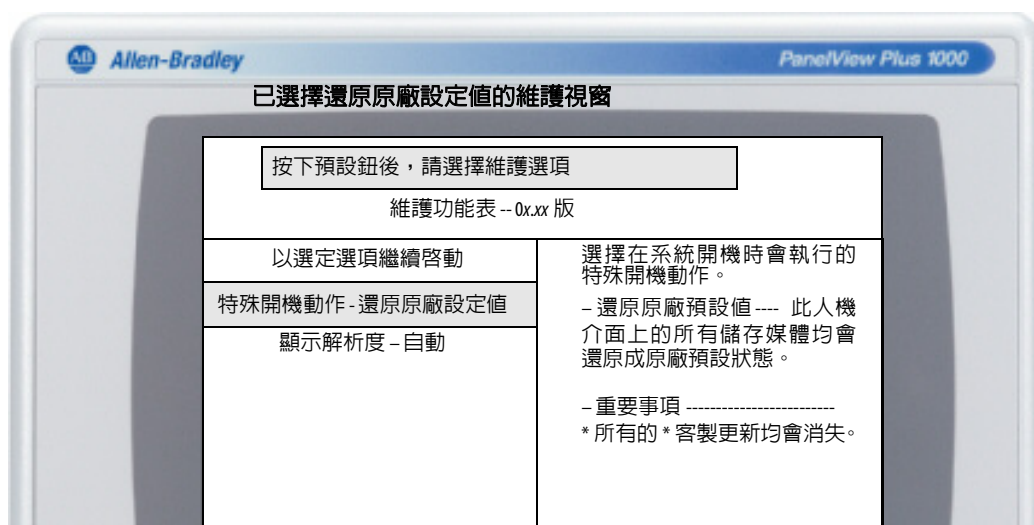 AB Allen-Bradley
PanelView Plus 1000
已選擇還原原廠設定值的維護視窗
按下預設鈕後，請選擇維護選項
維護功能表 -- 0x.xx 版
以選定選項繼續啓動
特殊開機動作 - 還原原廠設定值
顯示解析度 – 自動
選擇在系統開機時會執行的
特殊開機動作。
– 還原原廠預設值 ---- 此人機
介面上的所有儲存媒體均會
還原成原廠預設狀態。
– 重要事項 -------------------------
* 所有的 * 客製更新均會消失。